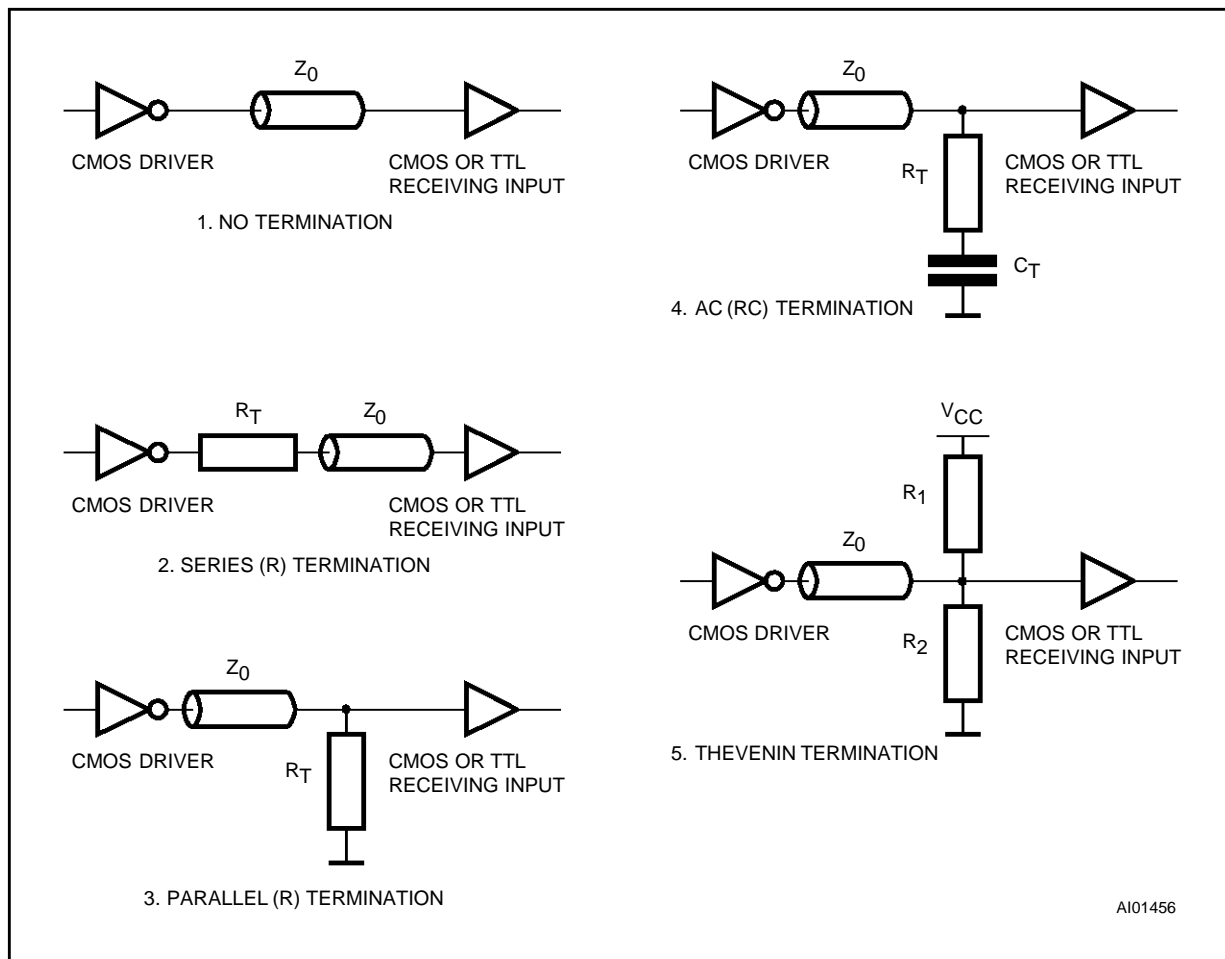 Z0
CMOS DRIVER
CMOS OR TTL
RECEIVING INPUT
1. NO TERMINATION
RT
Z0
CMOS DRIVER
CMOS OR TTL
RECEIVING INPUT
2. SERIES (R) TERMINATION
Z0
CMOS DRIVER
RT
CMOS OR TTL
RECEIVING INPUT
3. PARALLEL (R) TERMINATION
Z0
CMOS DRIVER
RT
CMOS OR TTL
RECEIVING INPUT
CT
4. AC (RC) TERMINATION
VCC
R1
Z0
CMOS DRIVER
R2
CMOS OR TTL
RECEIVING INPUT
5. THEVENIN TERMINATION
AI01456